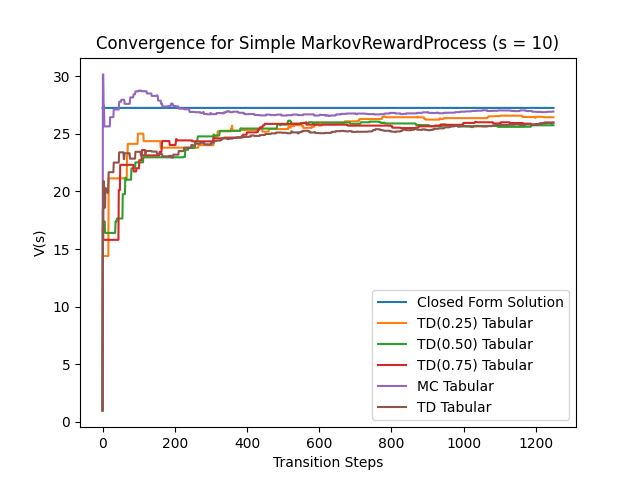 Convergence for Simple MarkovRewardProcess (s = 10)
V(s)
30
25
20
15
10
5
0
0 200 400 600 800 1000 1200
Transition Steps
Closed Form Solution
TD(0.25) Tabular
TD(0.50) Tabular
TD(0.75) Tabular
MC Tabular
TD Tabular